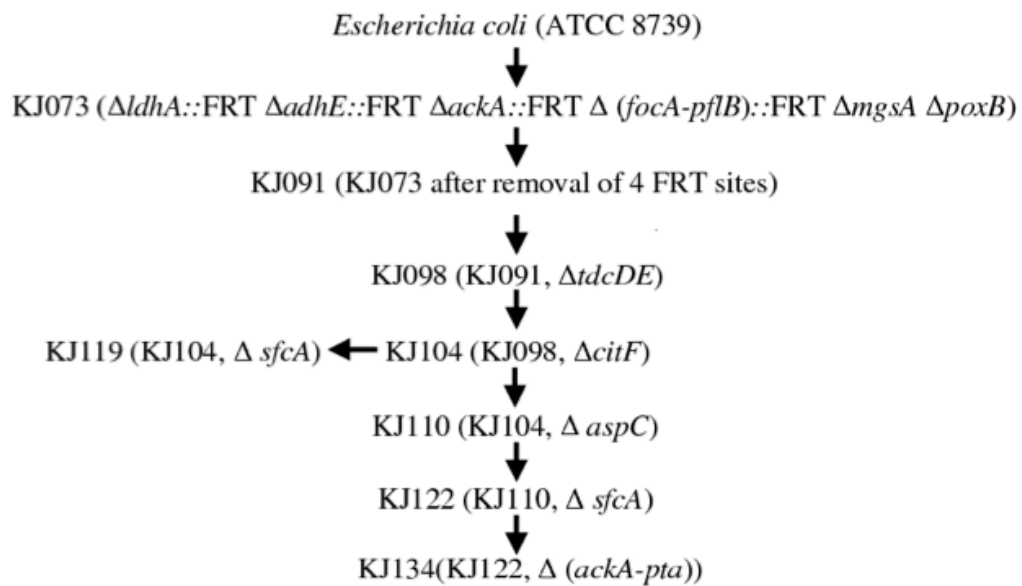 Escherichia coli (ATCC 8739)
KJ073 (ΔldhA::FRT ΔadhE::FRT ΔackA::FRT Δ (focA-pflB)::FRT ΔmgsA ΔpoxB)
KJ091 (KJ073 after removal of 4 FRT sites)
KJ098 (KJ091, ΔtdcDE)
KJ119 (KJ104, Δ sfcA) KJ104 (KJ098, ΔcitF)
KJ110 (KJ104, Δ aspC)
KJ122 (KJ110, Δ sfcA)
KJ134(KJ122, Δ (ackA-pta))